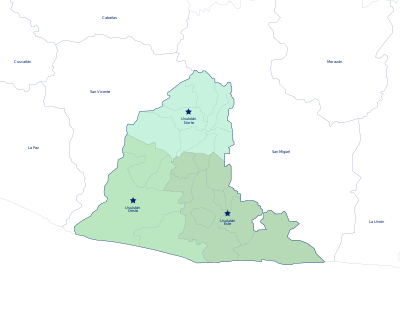 Cabañas
Cuscatlán
Morazán
San Vicente
Usulután
Norte
La Paz
San Miguel
Usulután
Oeste
Usulután
Este
La Unión